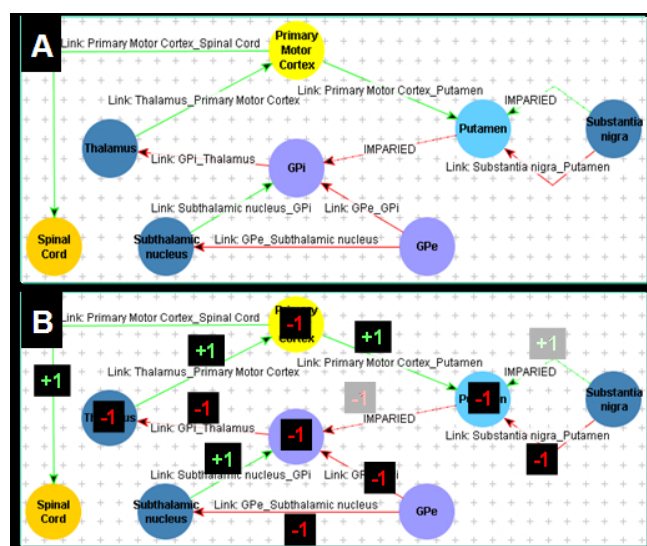 A
Link: Primary Motor Cortex_Spinal Cord
Primary
Motor
Cortex
Link: Thalamus_Primary Motor Cortex
Link: Primary Motor Cortex_Putamen
IMPARIED
Substantia
nigra
Thalamus
Putamen
IMPARIED
Link: GPi_Thalamus
GPi
Link: Substantia nigra_Putamen
Link: Subthalamic nucleus_GPi
Link: GPe_GPi
Spinal
Cord
Subthalamic
nucleus
Link: GPe_Subthalamic nucleus
GPe
B
Link: Primary Motor Cortex_Spinal Cord
-1
Cortex
+1
+1
+1
Link: Thalamus_Primary Motor Cortex
Link: Primary Motor Cortex_Putamen
+1
IMPARIED
Substantia
nigra
-1
-1
-1
-1
IMPARIED
Link: GPi_Thalamus
-1
Link: Substantia nigra_Putamen
+1
-1
Link: Subthalamic nucleus_GPi
-1
Spinal
Cord
Subthalamic
nucleus
Link: GPe_Subthalamic nucleus
GPe
-1